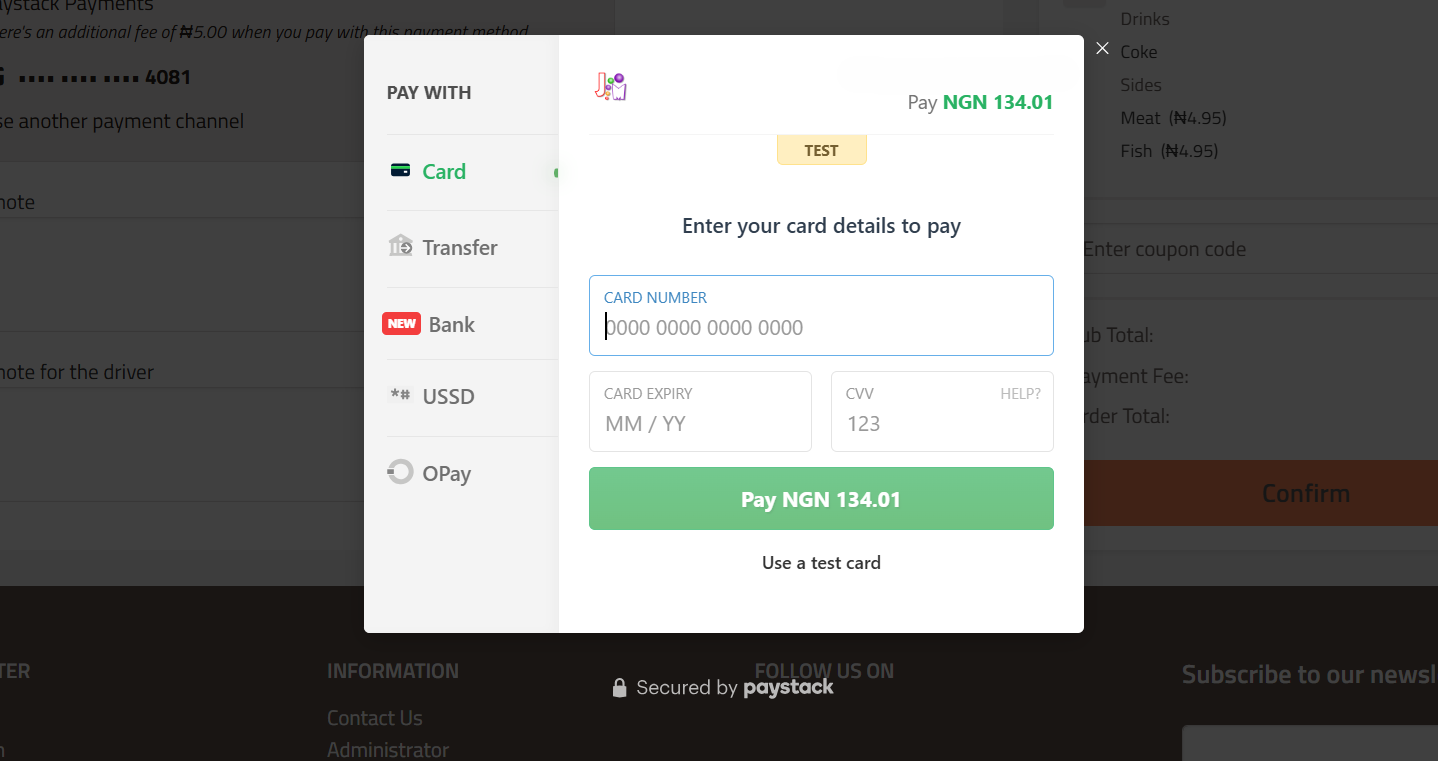 aystack Payments
ere's an additional fee of ₦5.00 when you pay with this payment method
4081
se another payment channel
note
note for the driver
PAY WITH
Card
Transfer
NEW Bank
*# USSD
OPay
Pay NGN 134.01
TEST
Enter your card details to pay
CARD NUMBER
0000 0000 0000 0000
CARD EXPIRY
MM / YY
CVV HELP?
123
Pay NGN 134.01
Use a test card
Secured by paystack
Drinks
Coke
Sides
Meat (₦4.95)
Fish (₦4.95)
Enter coupon code
ub Total:
ayment Fee:
rder Total:
Confirm
TER
INFORMATION
Contact Us
Administrator
FOLLOW US ON
Subscribe to our newsl